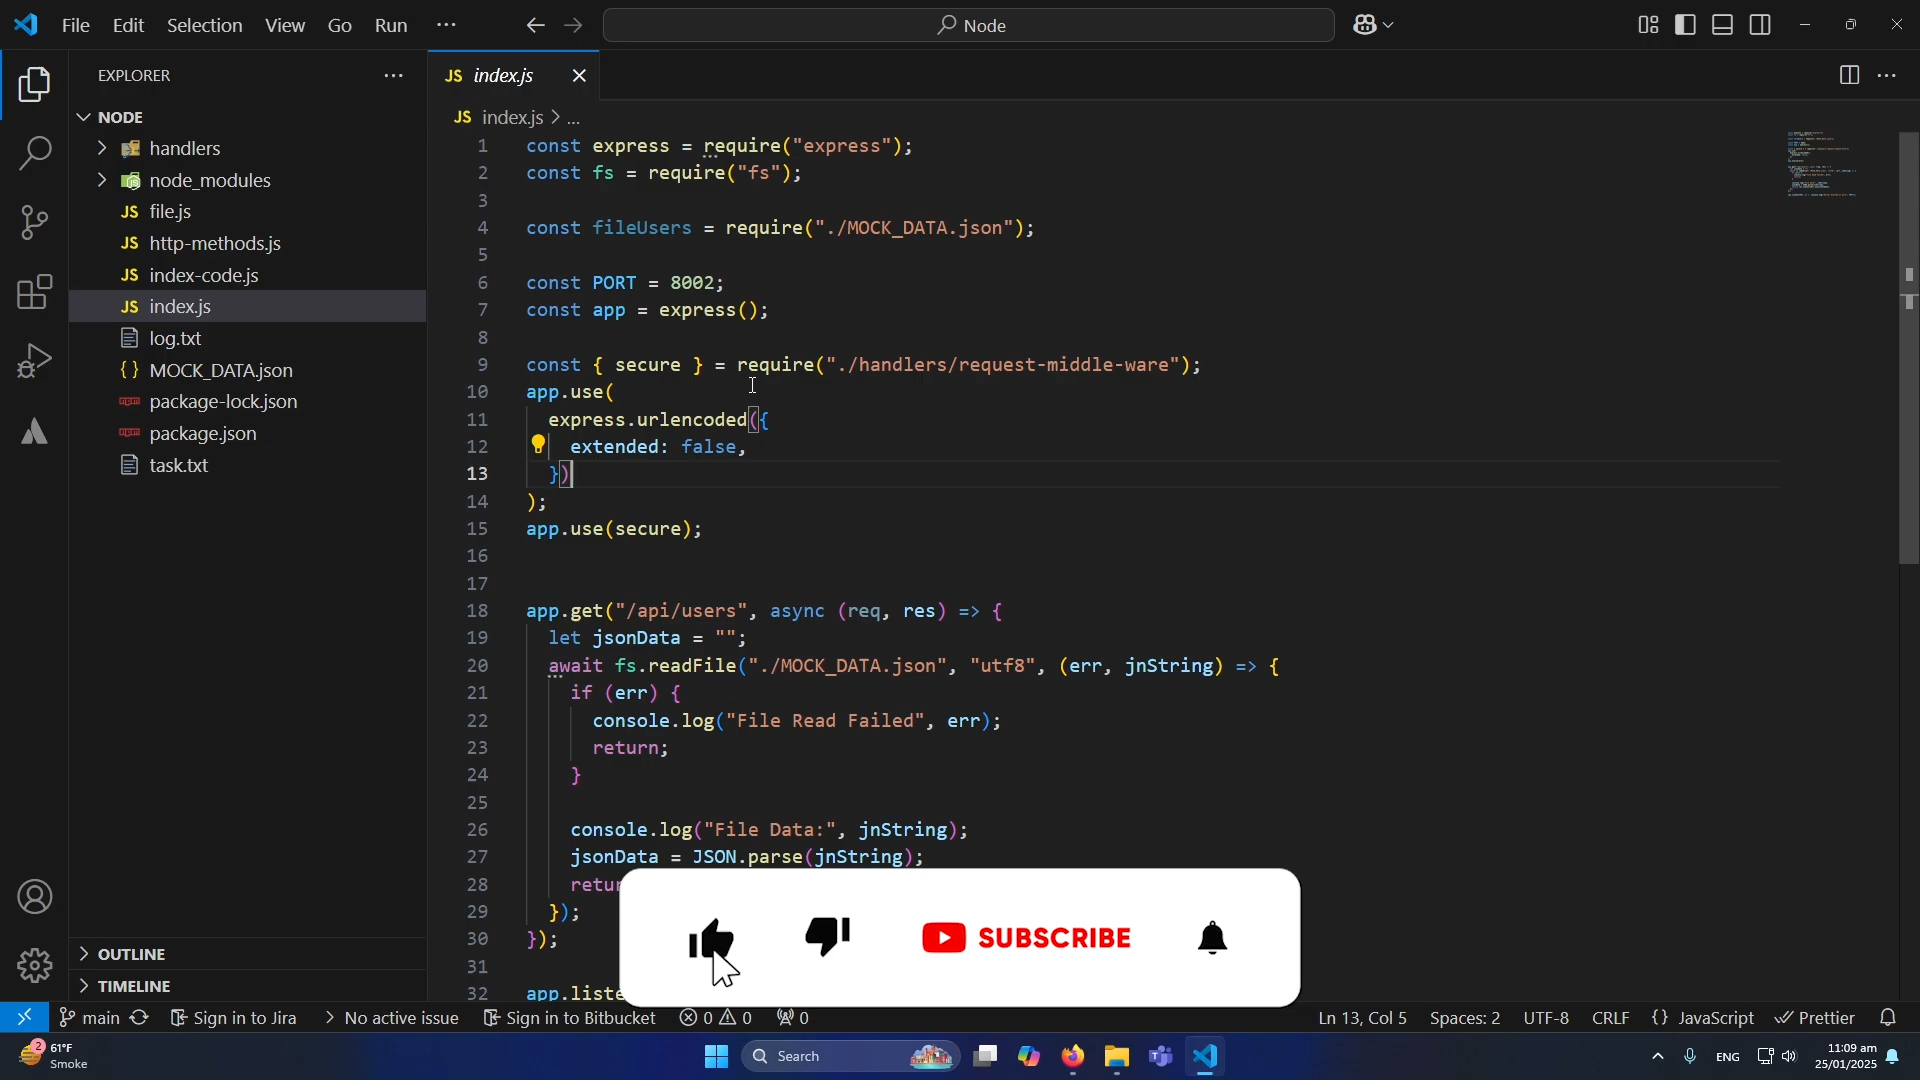 File Edit Selection View Go Run ··· Node
EXPLORER
NODE
handlers
node_modules
JS file.js
JS http-methods.js
JS index-code.js
JS index.js
log.txt
{ } MOCK_DATA.json
package-lock.json
package.json
task.txt
OUTLINE
TIMELINE
JS index.js
JS index.js > ...
1 const express = require("express");
2 const fs = require("fs");
3
4 const fileUsers = require("./MOCK_DATA.json");
5
6 const PORT = 8002;
7 const app = express();
8
9 const { secure } = require("./handlers/request-middle-ware");
10 app.use(
11 express.urlencoded({
12 extended: false,
13 })
14 );
15 app.use(secure);
16
17
18 app.get("/api/users", async (req, res) => {
19 let jsonData = "";
20 await fs.readFile("./MOCK_DATA.json", "utf8", (err, jnString) => {
21 if (err) {
22 console.log("File Read Failed", err);
23 return;
24 }
25
26 console.log("File Data:", jnString);
27 jsonData = JSON.parse(jnString);
28 retur
29 });
30 });
31
32 app.liste
SUBSCRIBE
main Sign in to Jira No active issue Sign in to Bitbucket 0 0 0 Ln 13, Col 5 Spaces: 2 UTF-8 CRLF { } JavaScript Prettier
2 61°F
Smoke
Search
ENG
11:09 am
25/01/2025